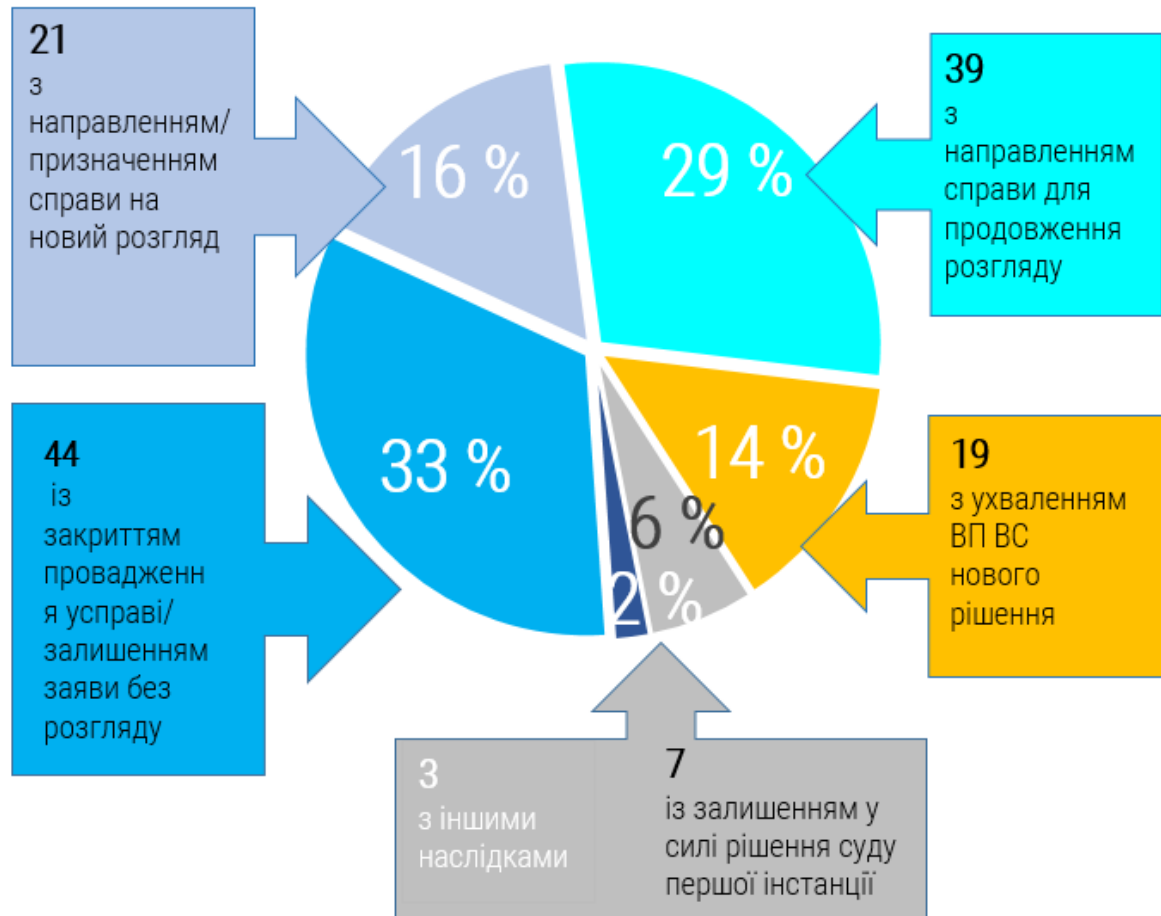 21
з
направленням/
призначенням
справи на
новий розгляд
16 %
29 %
39
з
направленням
справи для
продовження
розгляду
44
із
закриттям
провадженн
я усправі/
залишенням
заяви без
розгляду
33 %
14 %
6 %
2 %
19
з ухваленням
ВП ВС
нового
рішення
3
з іншими
наслідками
7
із залишенням у
силі рішення суду
першої інстанції